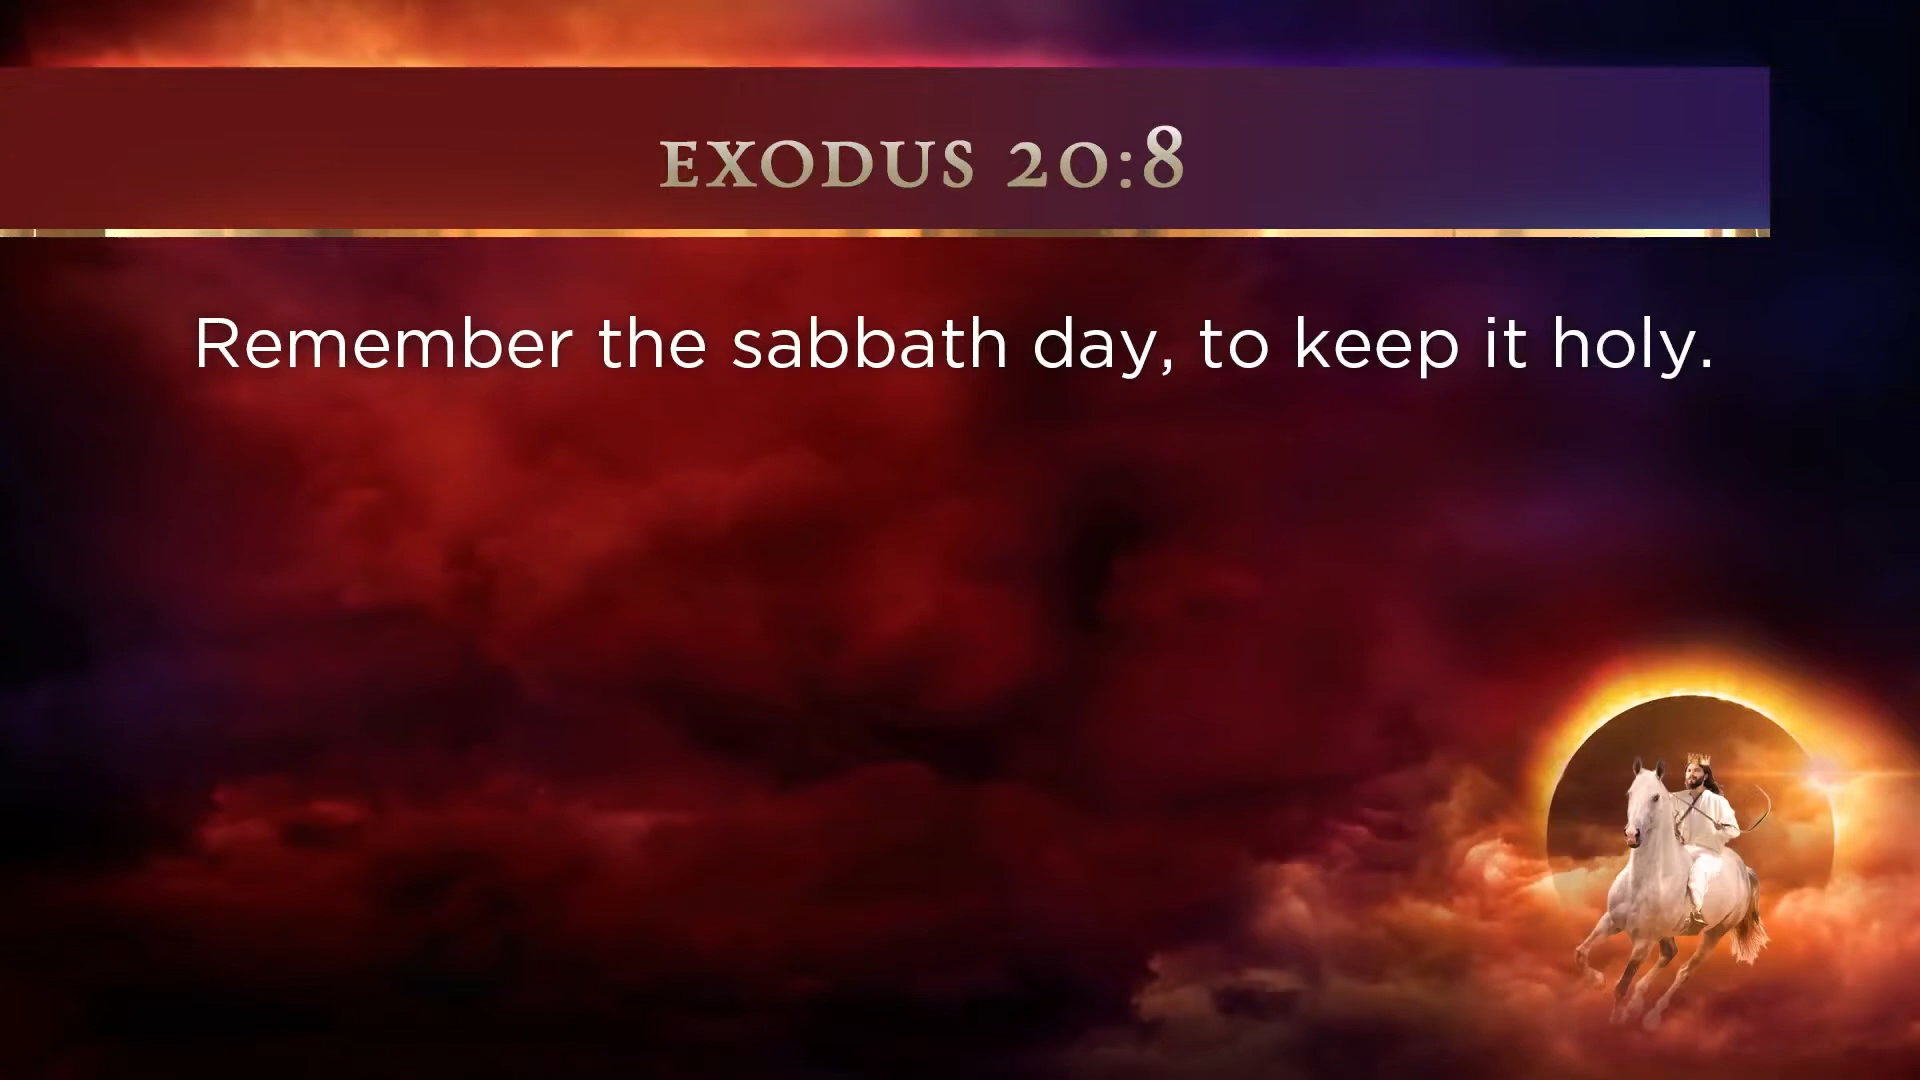 EXODUS 20:8
Remember the sabbath day, to keep it holy.